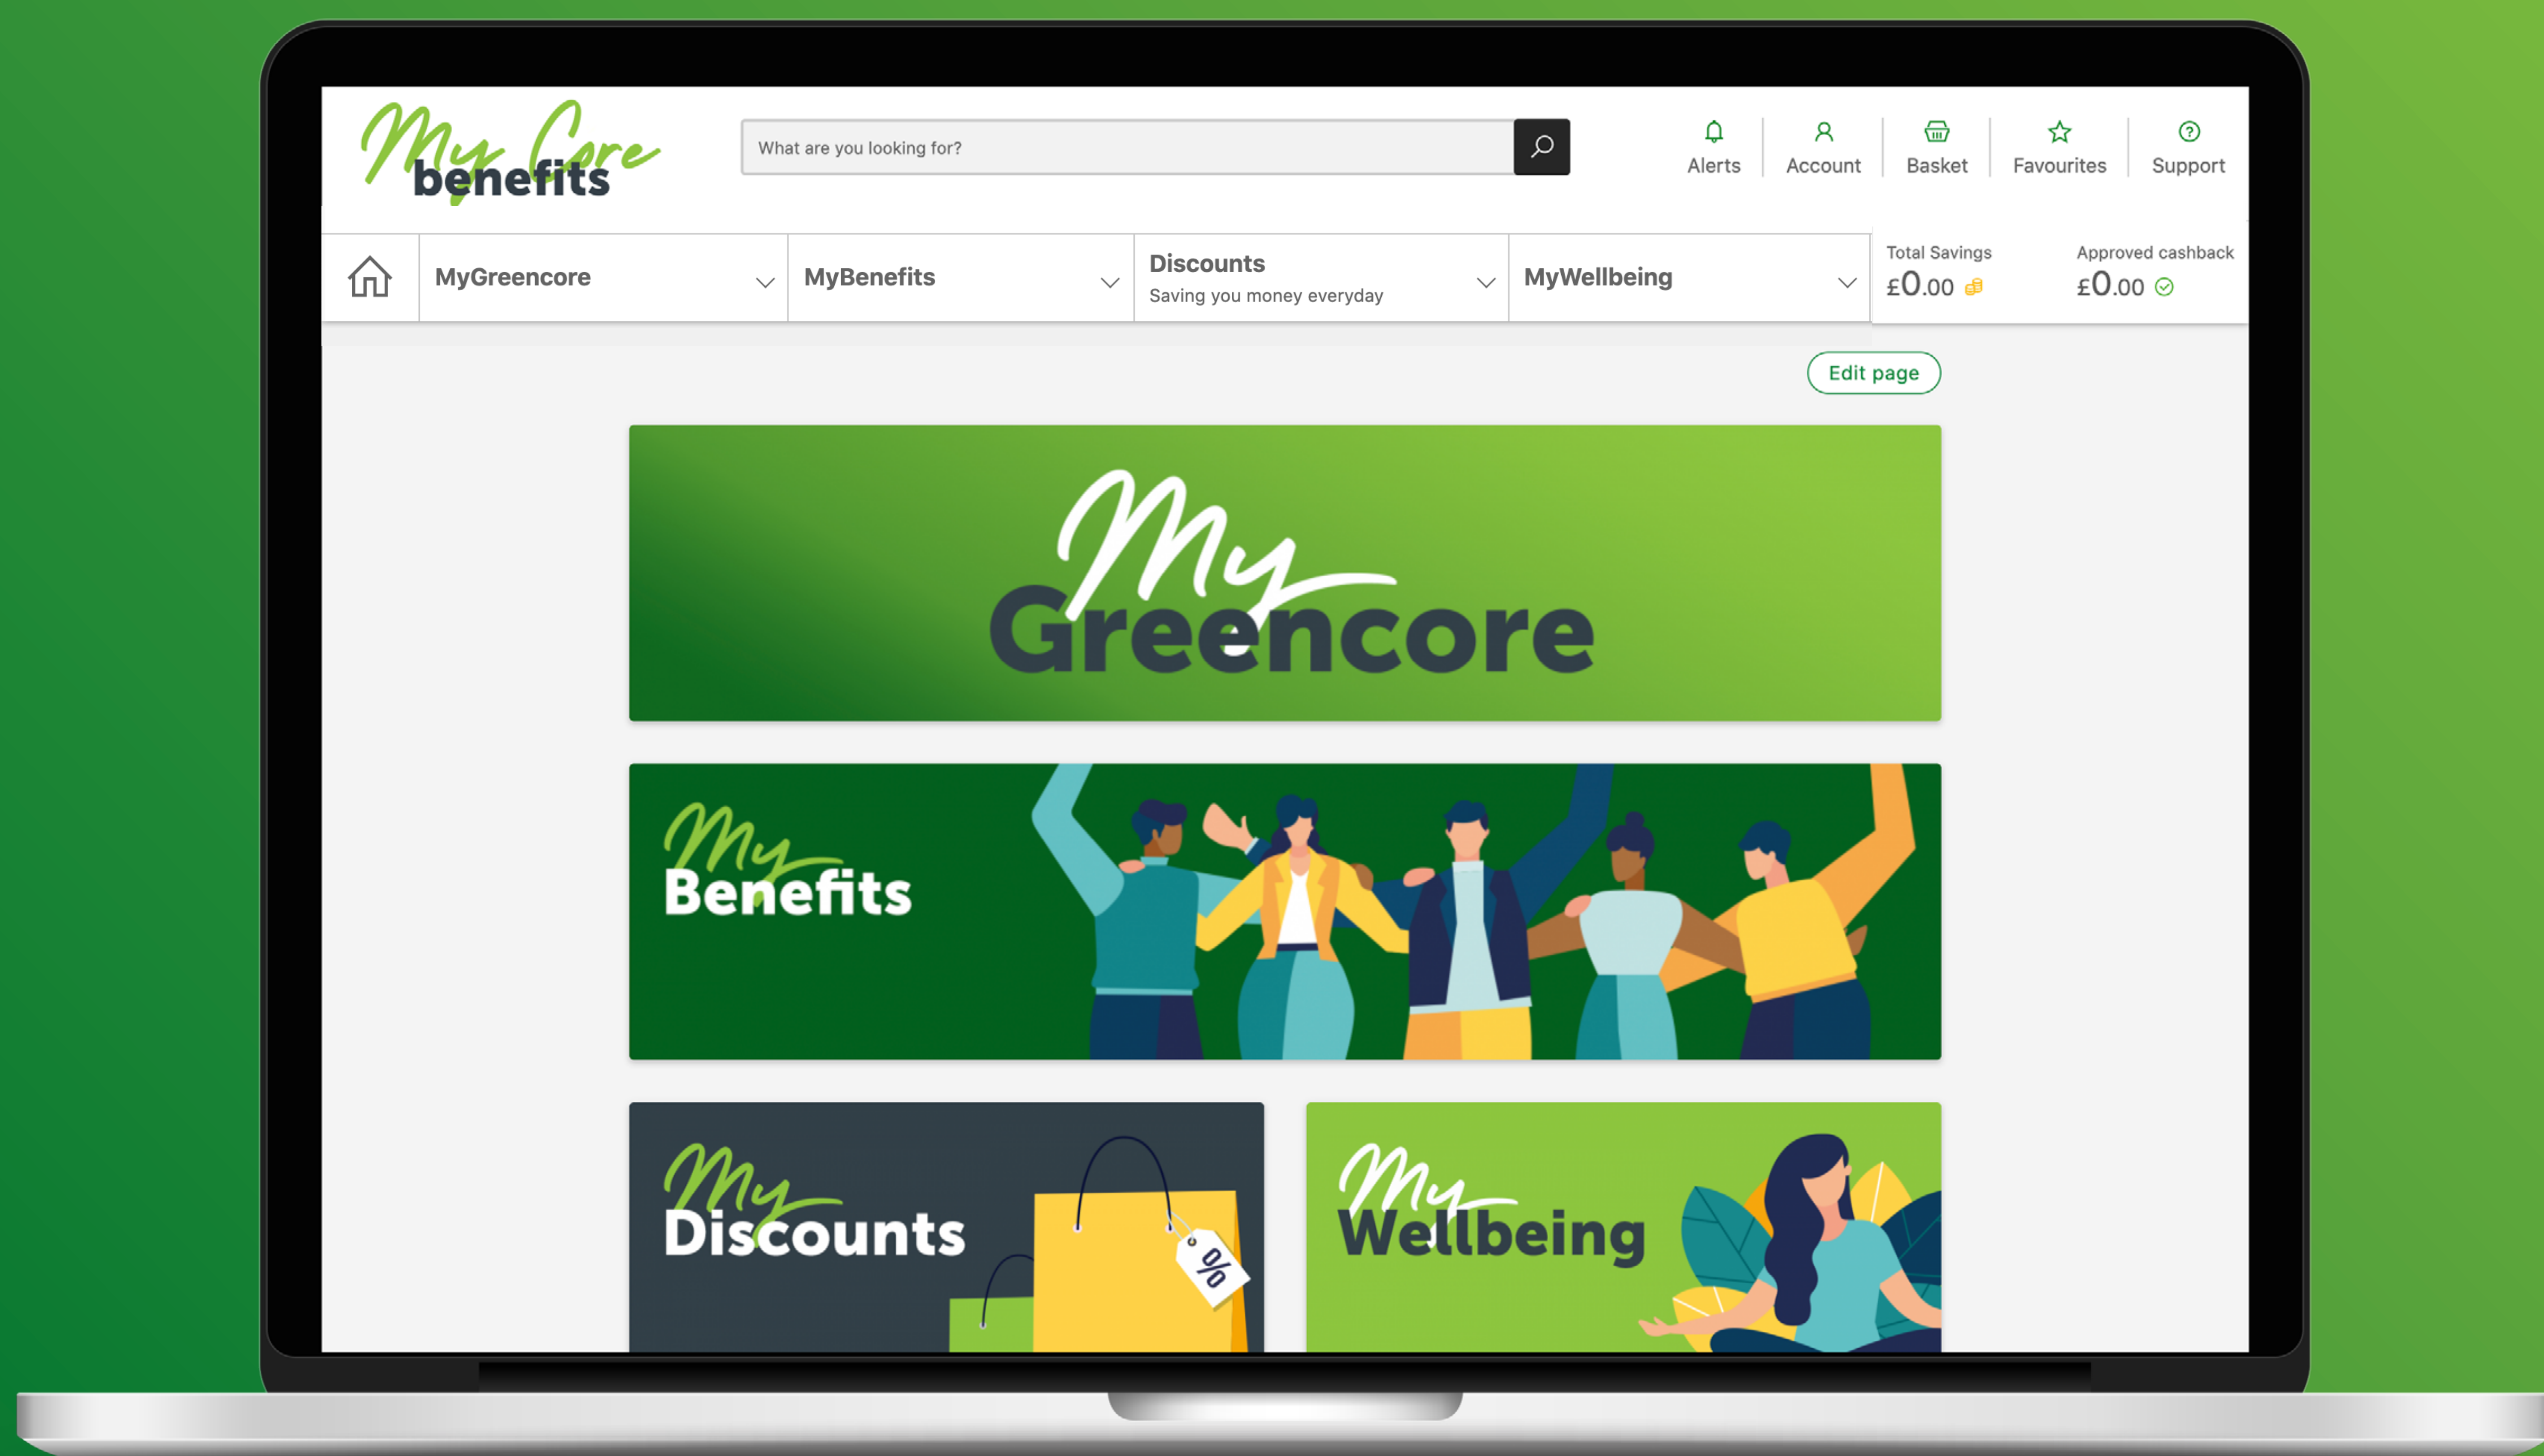 My Core
benefits
What are you looking for?
Alerts
Account
Basket
Favourites
Support
MyGreencore
MyBenefits
Discounts
Saving you money everyday
MyWellbeing
Total Savings
£0.00
Approved cashback
£0.00
Edit page
My
Greencore
My
Benefits
My
Discounts
%
My
Wellbeing